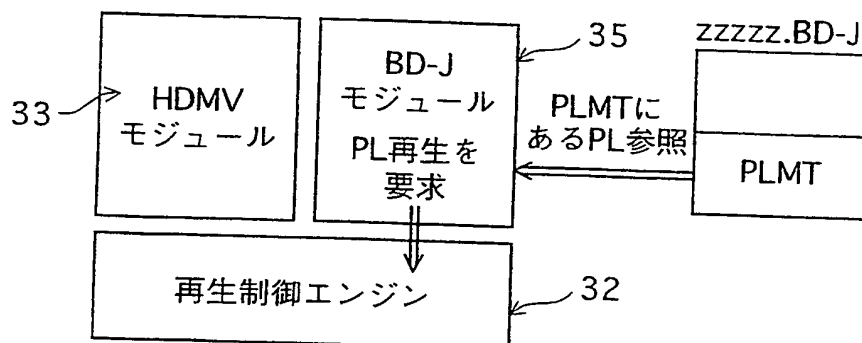 zzzzz.BD-J
35
33
HDMV
モジュール
BD-J
モジュール
PL再生を
要求
PLMTに
あるPL参照
PLMT
再生制御エンジン
32